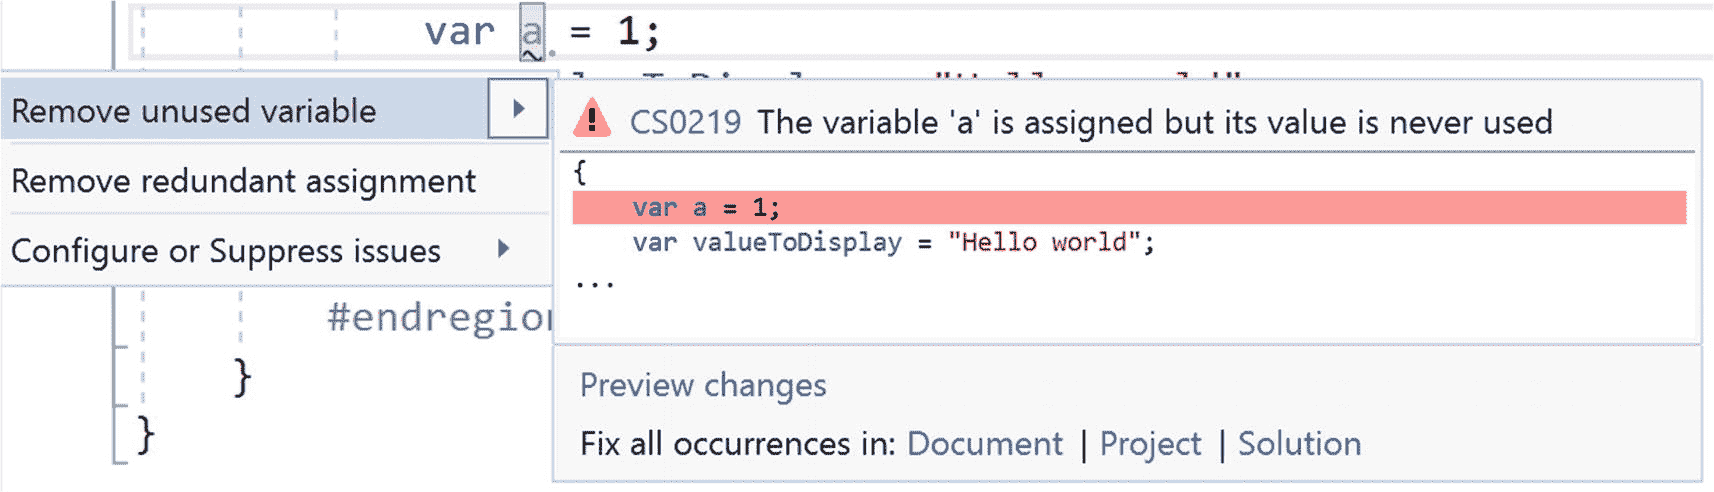 var a = 1;
Remove unused variable
Remove redundant assignment
Configure or Suppress issues
CS0219 The variable 'a' is assigned but its value is never used
{
var a = 1;
var valueToDisplay = "Hello world";
...
Preview changes
Fix all occurrences in: Document | Project | Solution
#endregion
}
}